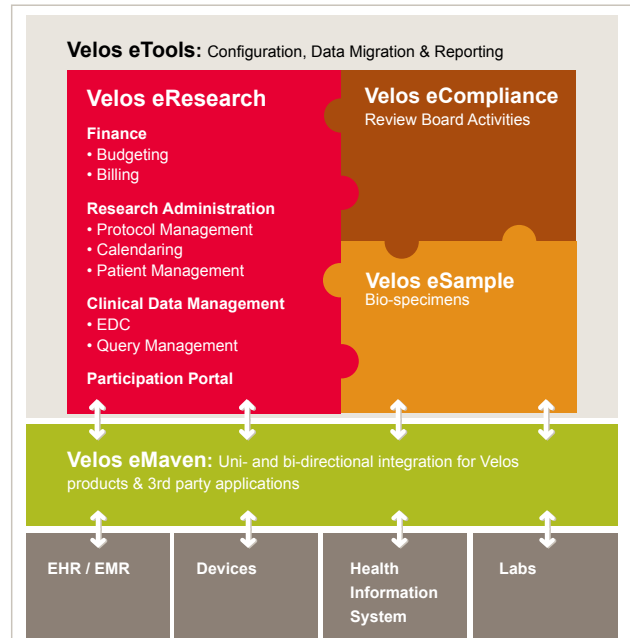 Velos eTools: Configuration, Data Migration & Reporting
Velos eResearch
Finance
• Budgeting
• Billing
Research Administration
• Protocol Management
• Calendaring
• Patient Management
Clinical Data Management
• EDC
• Query Management
Participation Portal
Velos eCompliance
Review Board Activities
Velos eSample
Bio-specimens
Velos eMaven: Uni- and bi-directional integration for Velos
products & 3rd party applications
EHR / EMR
Devices
Health
Information
System
Labs